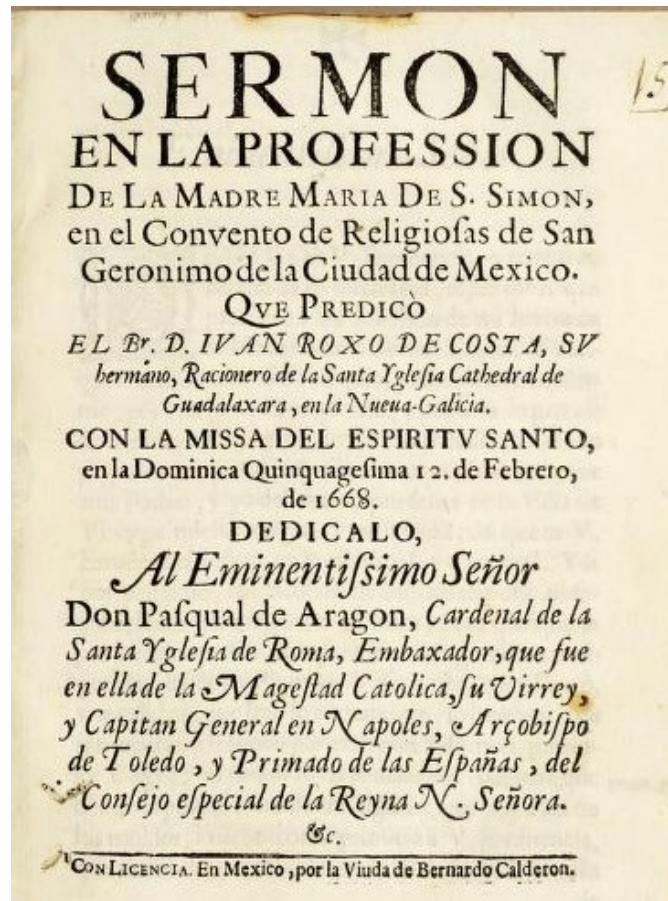 SERMON
15
EN LA PROFESSION
DE LA MADRE MARIA DE S. SIMON,
en el Convento de Religioſas de San
Geronimo de la Ciudad de Mexico.
QVE PREDICÒ
EL Br. D. IVAN ROXO DE COSTA, SV
hermano, Racionero de la Santa Ygleſia Cathedral de
Guadalaxara, en la Nueua-Galicia.
CON LA MISSA DEL ESPIRITV SANTO,
en la Dominica Quinquageſima 12. de Febrero,
de 1668.
DEDICALO,
Al Eminentiſsimo Señor
Don Paſqual de Aragon, Cardenal de la
Santa Ygleſia de Roma, Embaxador, que fue
en ella de la Mageſtad Catolica, ſu Virrey,
y Capitan General en Napoles, Arçobiſpo
de Toledo, y Primado de las Eſpañas, del
Conſejo eſpecial de la Reyna N. Señora.
&c.
CON LICENCIA. En Mexico, por la Viuda de Bernardo Calderon.